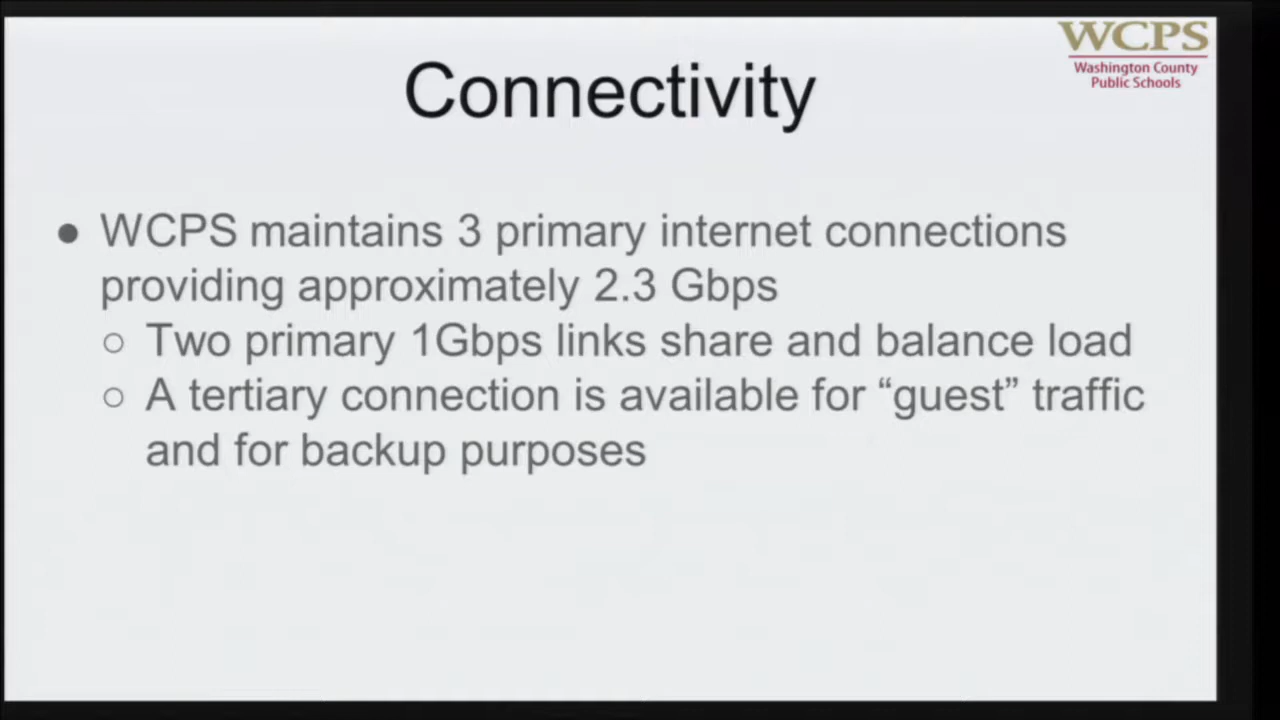 WCPS
Washington County
Public Schools
Connectivity
● WCPS maintains 3 primary internet connections
providing approximately 2.3 Gbps
○ Two primary 1Gbps links share and balance load
○ A tertiary connection is available for “guest” traffic
and for backup purposes